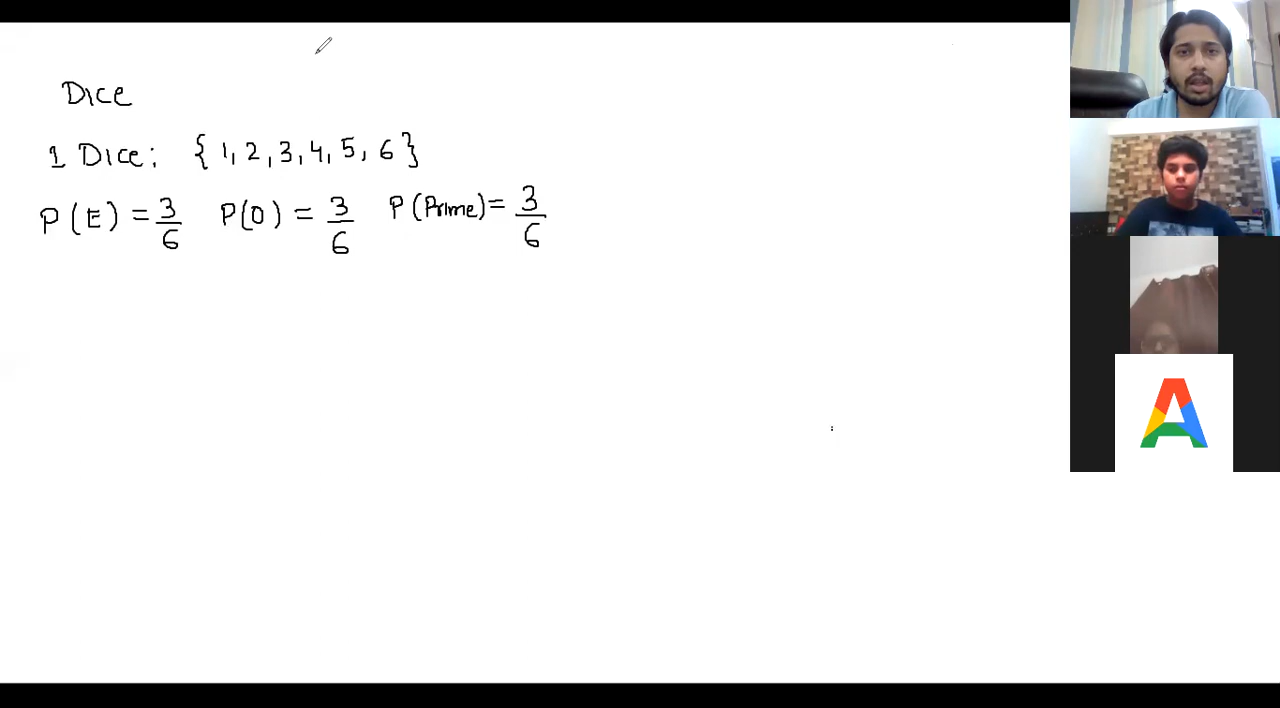 Dice
1 Dice: { 1, 2, 3, 4, 5, 6 }
P (E) = 3/6 P(O) = 3/6 P (Prime) = 3/6